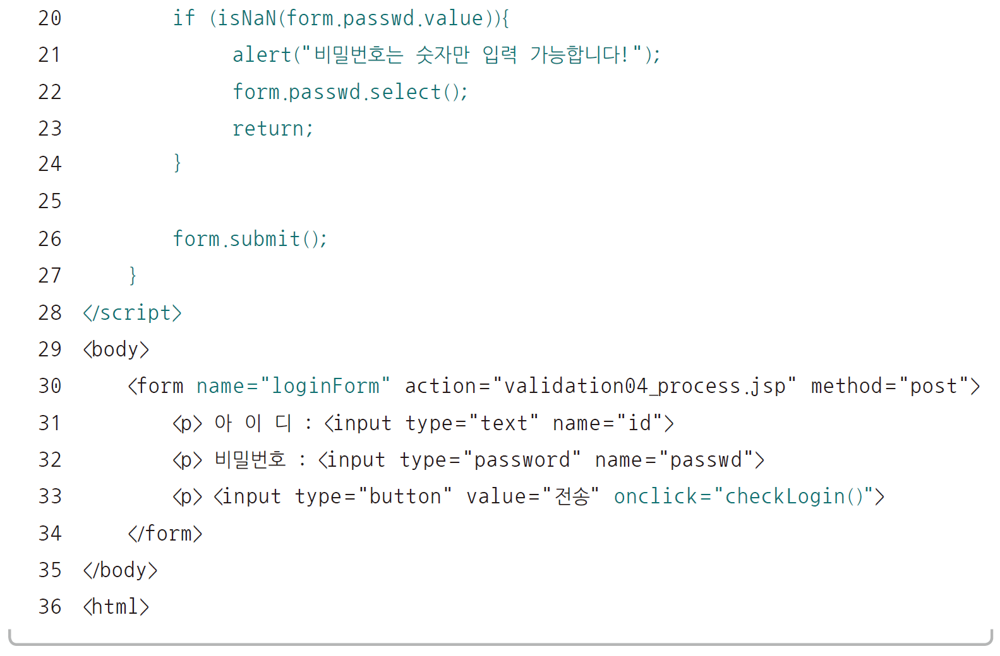 20 if (isNaN(form.passwd.value)){
21 alert("비밀번호는 숫자만 입력 가능합니다!");
22 form.passwd.select();
23 return;
24 }
25
26 form.submit();
27 }
28 </script>
29 <body>
30 <form name="loginForm" action="validation04_process.jsp" method="post">
31 <p> 아 이 디 : <input type="text" name="id">
32 <p> 비밀번호 : <input type="password" name="passwd">
33 <p> <input type="button" value="전송" onclick="checkLogin()">
34 </form>
35 </body>
36 <html>